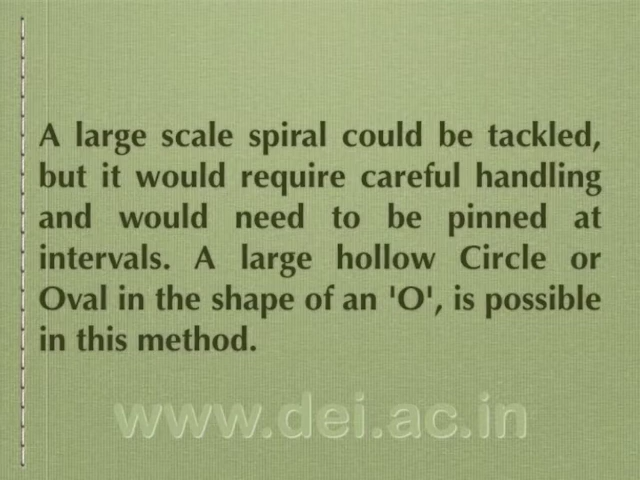 A large scale spiral could be tackled,
but it would require careful handling
and would need to be pinned at
intervals. A large hollow Circle or
Oval in the shape of an 'O', is possible
in this method.
www.dei.ac.in